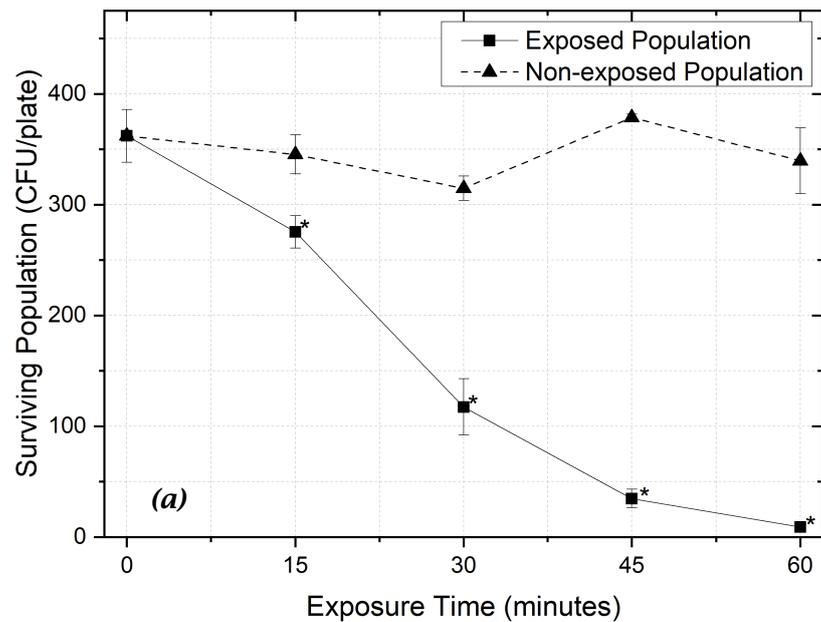 Exposed Population
Non-exposed Population
Surviving Population (CFU/plate)
400
300
200
100
0
*
*
*
*
(a)
0 15 30 45 60
Exposure Time (minutes)